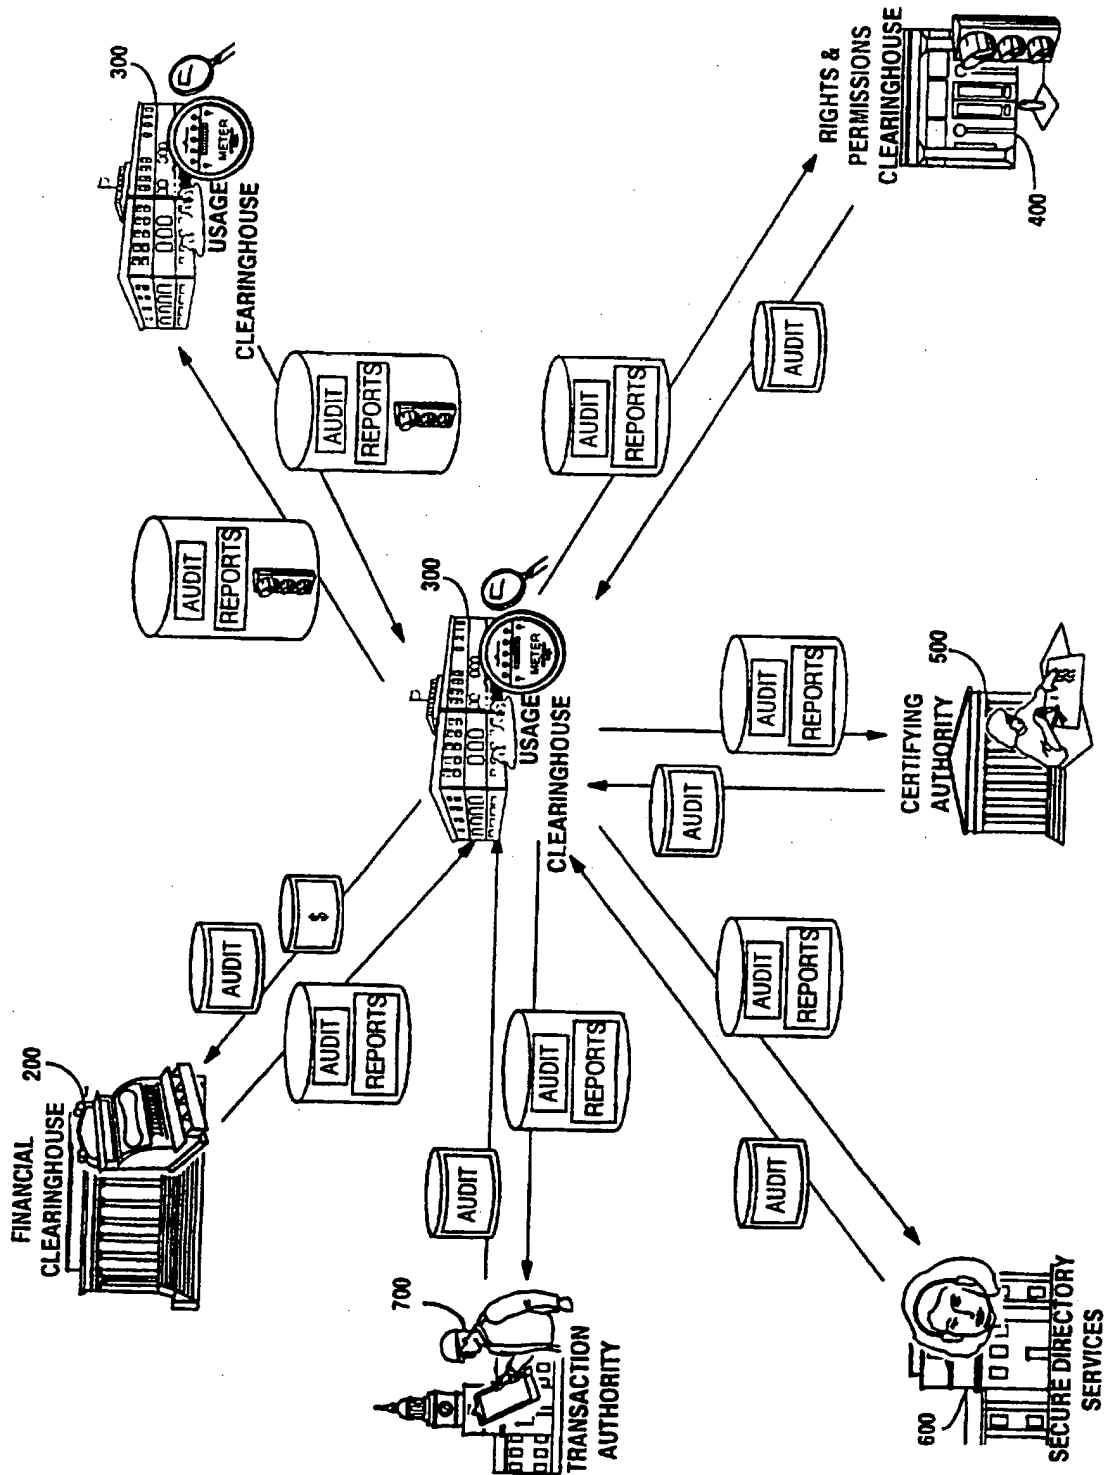 FINANCIAL
CLEARINGHOUSE
200
300
AUDIT
REPORTS
USAGE
CLEARINGHOUSE
AUDIT
$
AUDIT
REPORTS
AUDIT
REPORTS
METER
700
300
AUDIT
METER
USAGE
CLEARINGHOUSE
AUDIT
REPORTS
TRANSACTION
AUTHORITY
AUDIT
REPORTS
AUDIT
AUDIT
REPORTS
AUDIT
REPORTS
AUDIT
AUDIT
RIGHTS &
PERMISSIONS
CLEARINGHOUSE
CERTIFYING
AUTHORITY
600
500
400
SECURE DIRECTORY
SERVICES